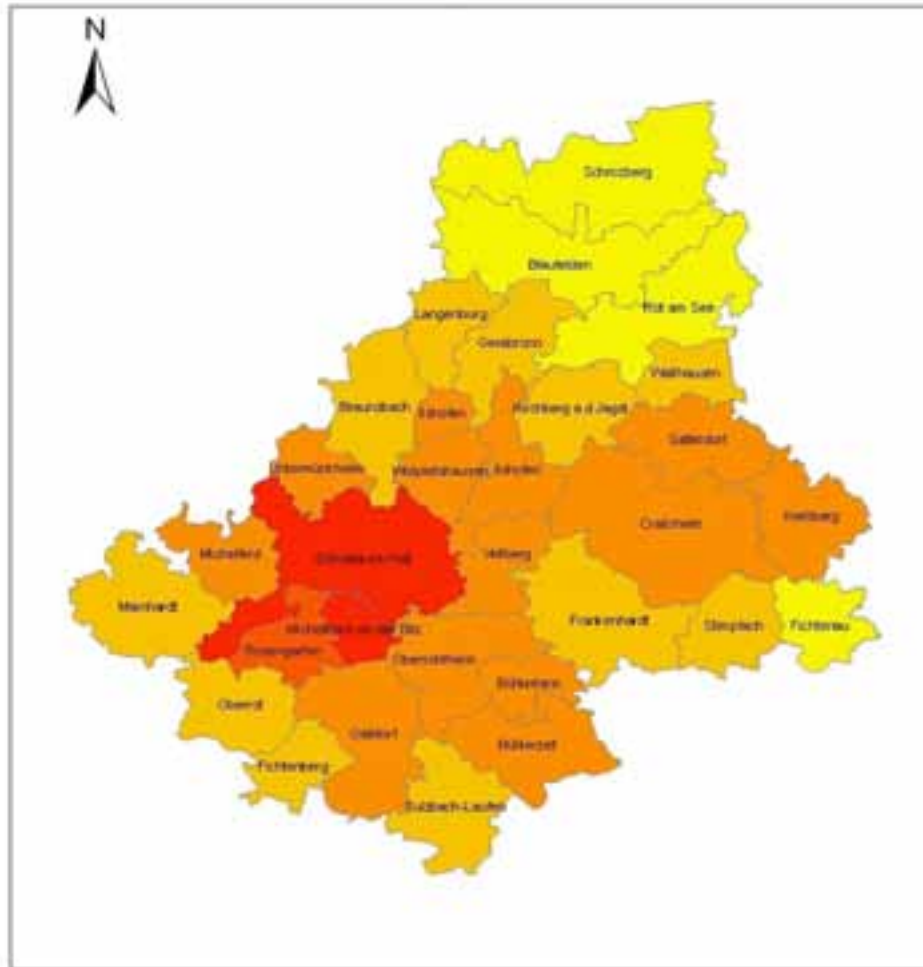 N
Schrozberg
Blaufelden
Rot am See
Langenburg
Gerabronn
Wallhausen
Braunsbach
Kirchberg a.d.Jagst
Satteldorf
Untermünkheim
Wolpertshausen
Ilshofen
Kreßberg
Crailsheim
Michelfeld
Schwäbisch Hall
Vellberg
Mainhardt
Frankenhardt
Stimpfach
Fichtenau
Michelbach an der Bilz
Rosengarten
Obersontheim
Bühlertann
Oberrot
Gaildorf
Bühlerzell
Fichtenberg
Sulzbach-Laufen